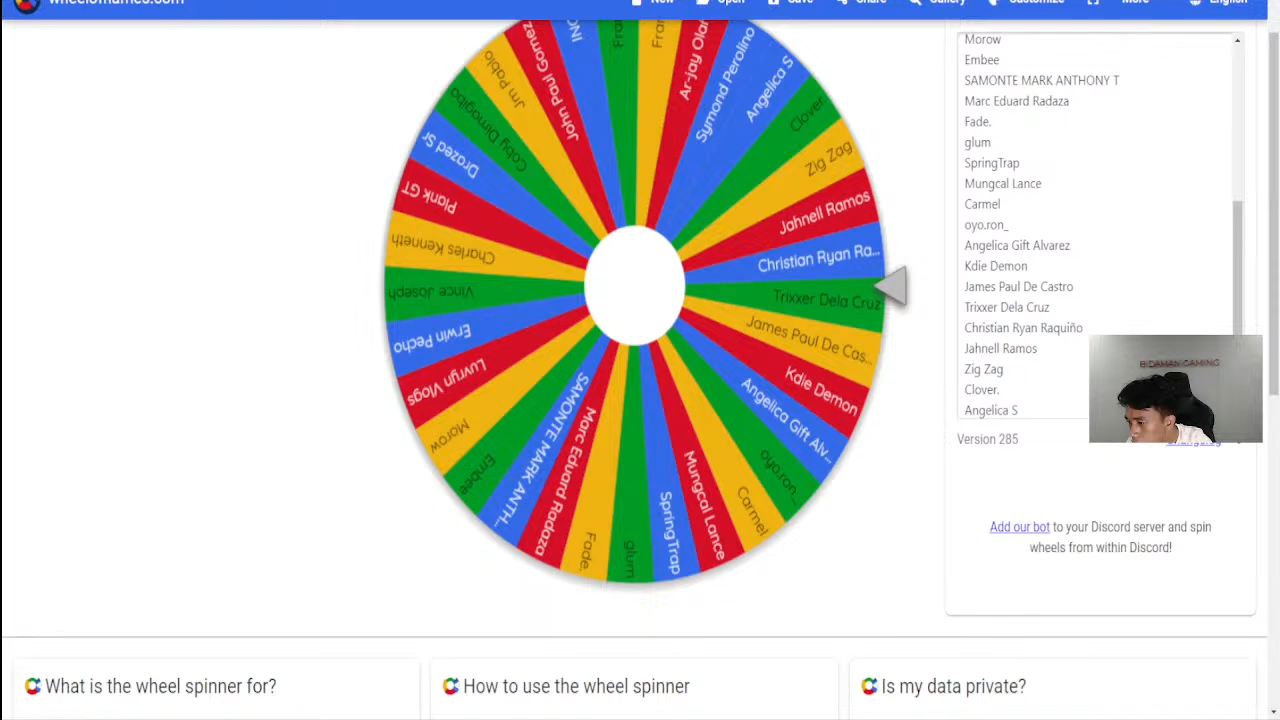 wheelofnames.com
New
Open
Save
Share
Gallery
Customize
More
English
Ar-jay Olar
Symond Perolino
Angelica S
Clover.
Zig Zag
Jahnell Ramos
Christian Ryan Ra...
Trixxer Dela Cruz
James Paul De Cas...
Kdie Demon
Angelica Gift Alv...
oyo.ron_
Carmel
Mungcal Lance
SpringTrap
glum
Fade.
Marc Eduard Radaza
SAMONTE MARK ANTH...
Embee
Morow
Luvryn Vlogs
Erwin Pecho
Vince Joseph
Charles Kenneth
Plank GT
Drazed Sr
Coby Dimagiba
Jm Pablo
John Paul Gomez
Morow
Embee
SAMONTE MARK ANTHONY T
Marc Eduard Radaza
Fade.
glum
SpringTrap
Mungcal Lance
Carmel
oyo.ron_
Angelica Gift Alvarez
Kdie Demon
James Paul De Castro
Trixxer Dela Cruz
Christian Ryan Raquiño
Jahnell Ramos
Zig Zag
Clover.
Angelica S
BIDAMAN GAMING
Version 285
Changelog
Add our bot to your Discord server and spin
wheels from within Discord!
What is the wheel spinner for?
How to use the wheel spinner
Is my data private?